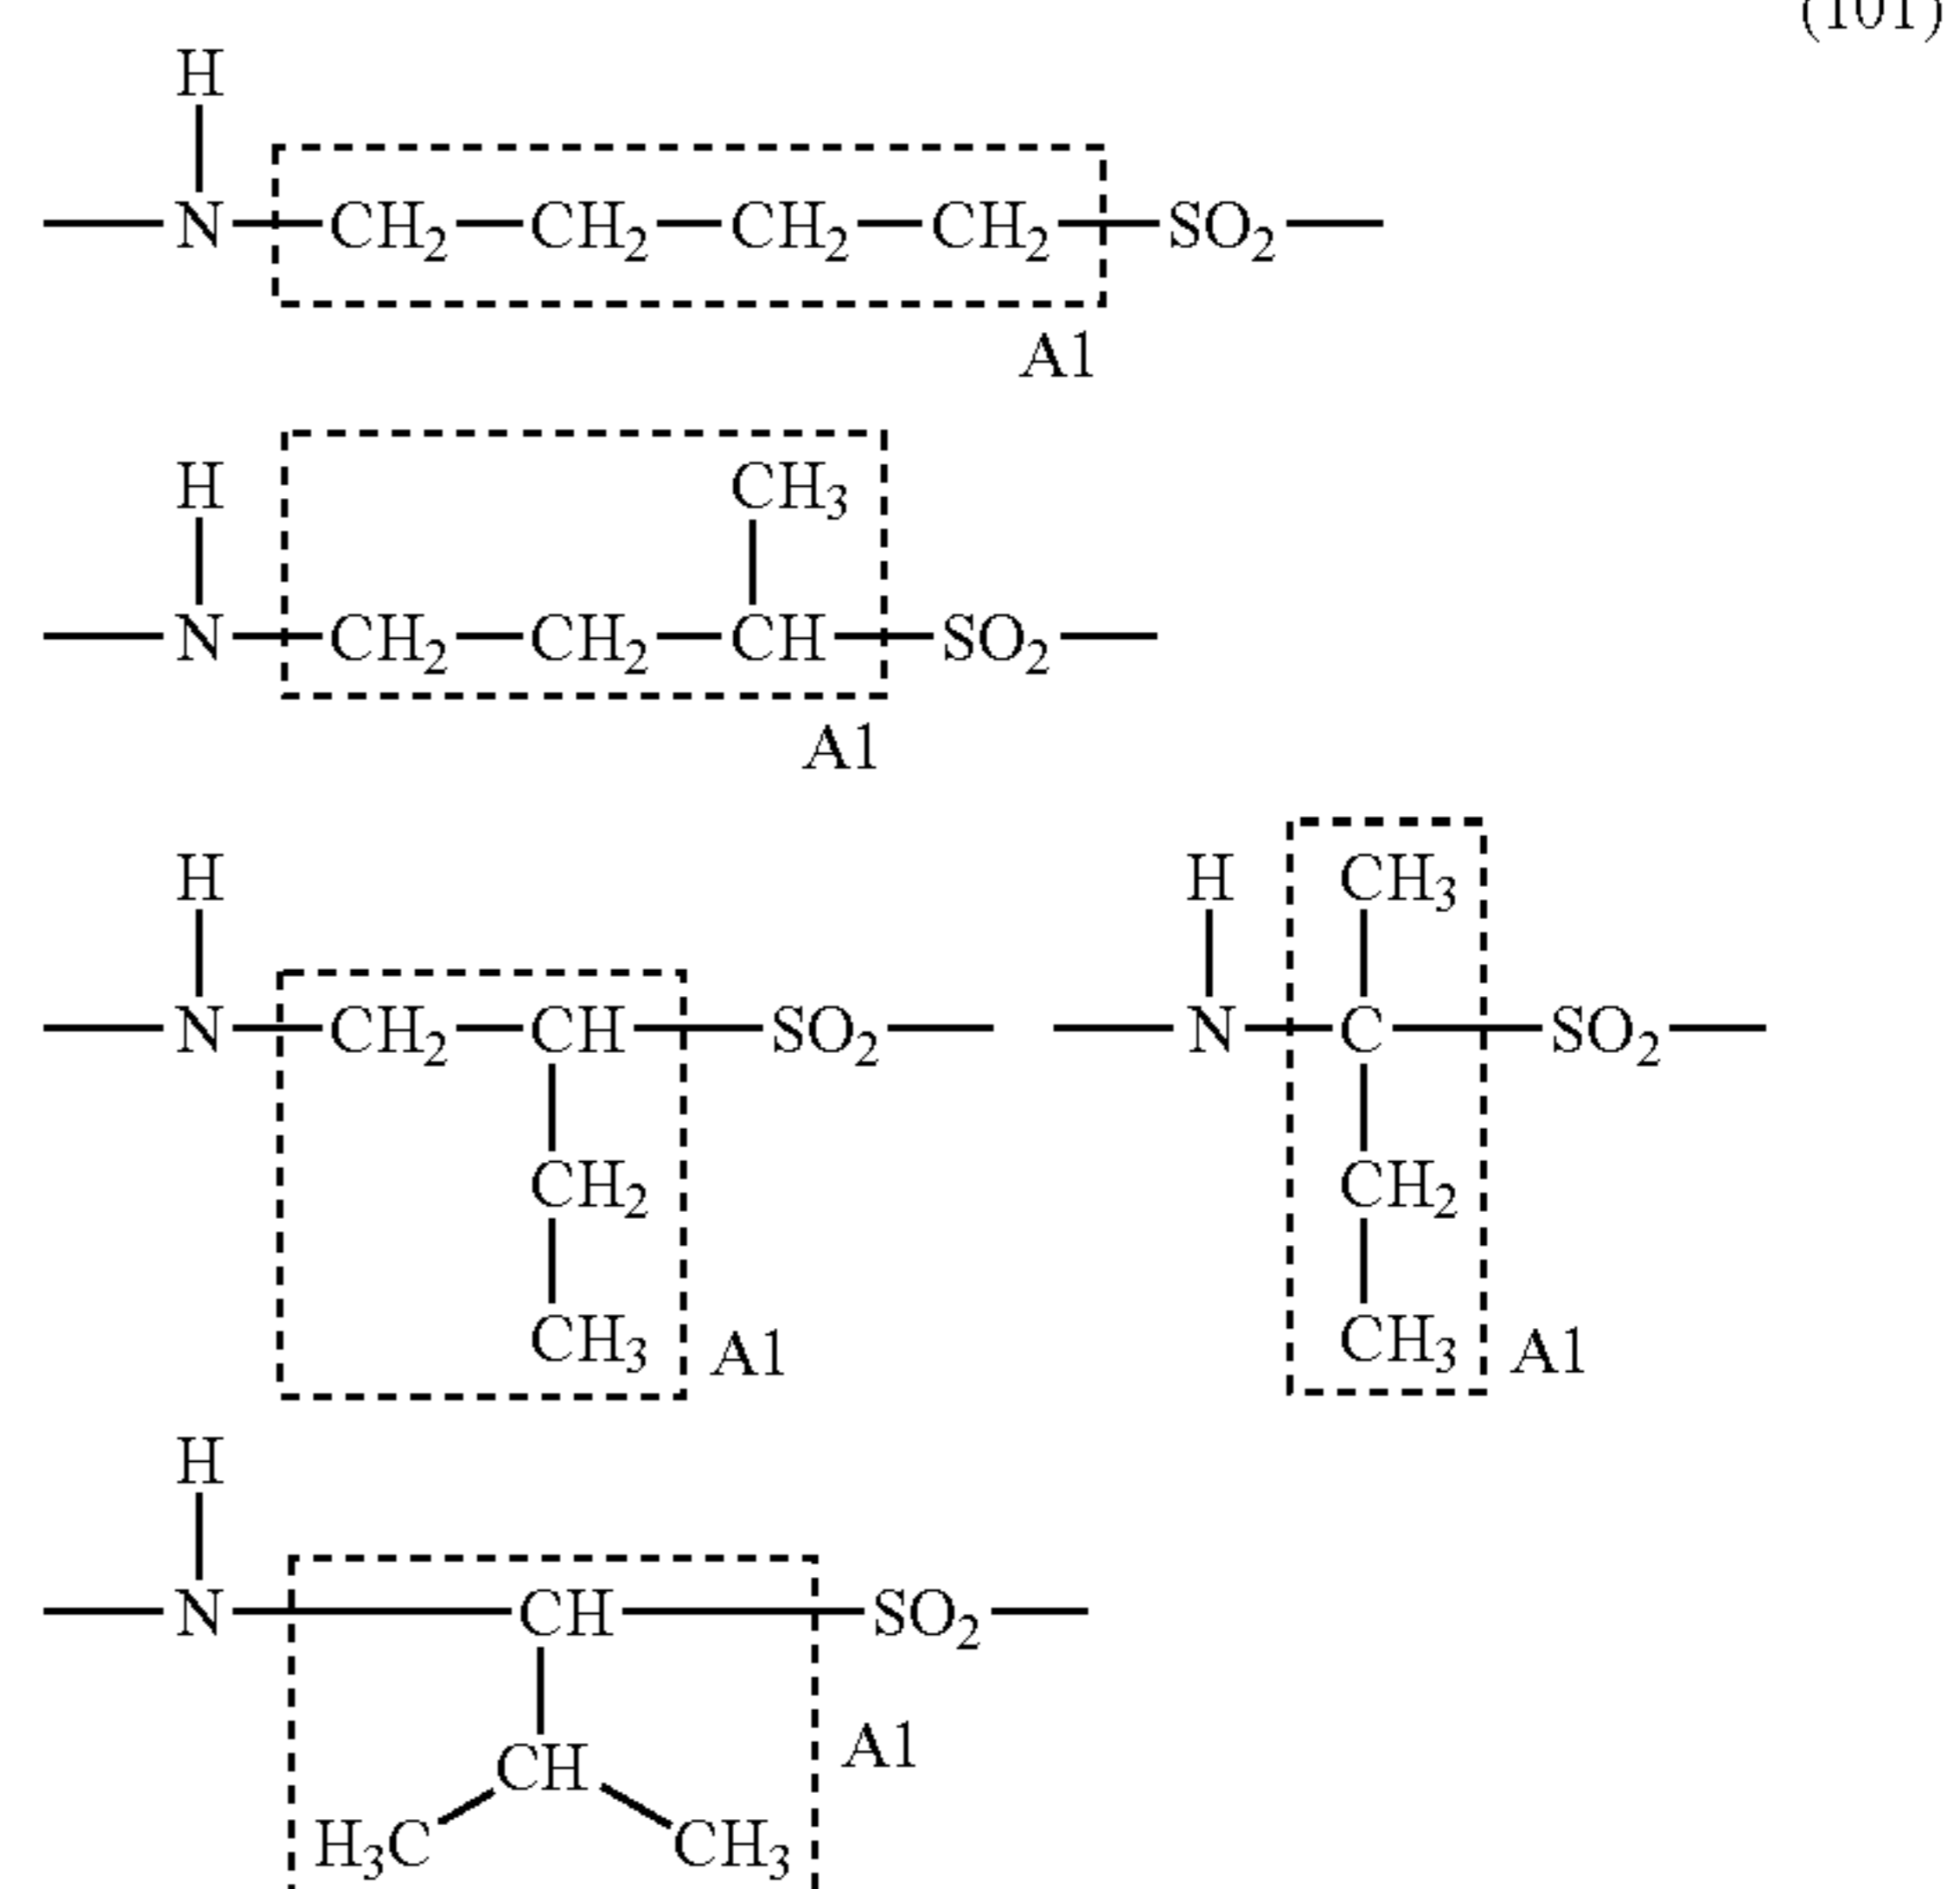 (101)
H
—N—CH₂—CH₂—CH₂—CH₂—SO₂—
A1
H CH₃
—N—CH₂—CH₂—CH—SO₂—
A1
H H CH₃
—N—CH₂—CH—SO₂— —N—C—SO₂—
CH₂ CH₂
CH₃ A1 CH₃ A1
H
—N—CH—SO₂—
A1
CH
H₃C CH₃